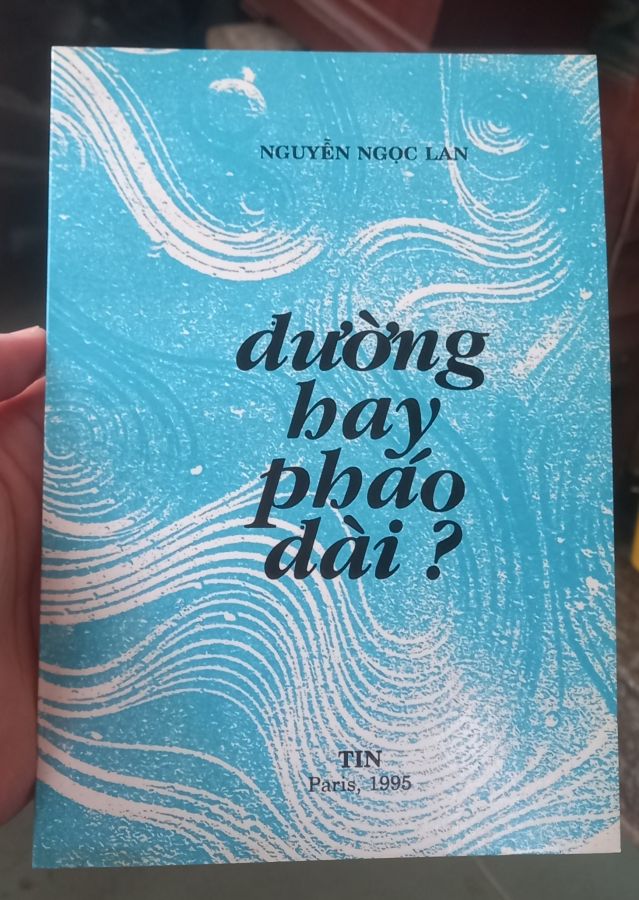 NGUYỄN NGỌC LAN
đường
hay
pháo
dài ?
TIN
Paris, 1995